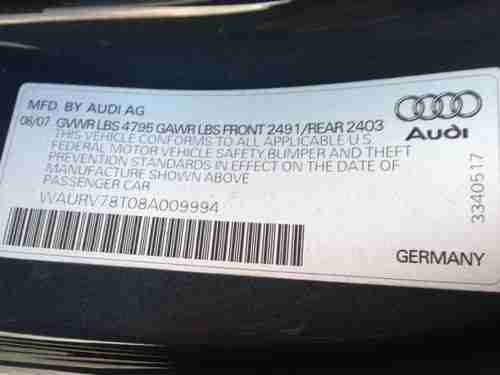 MFD. BY AUDI AG
08/07 GVWR LBS 4795 GAWR LBS FRONT 2491/REAR 2403
THIS VEHICLE CONFORMS TO ALL APPLICABLE U.S.
FEDERAL MOTOR VEHICLE SAFETY BUMPER AND THEFT
PREVENTION STANDARDS IN EFFECT ON THE DATE OF
MANUFACTURE SHOWN ABOVE
PASSENGER CAR
WAURV78T08A009994
Audi
3340517
GERMANY